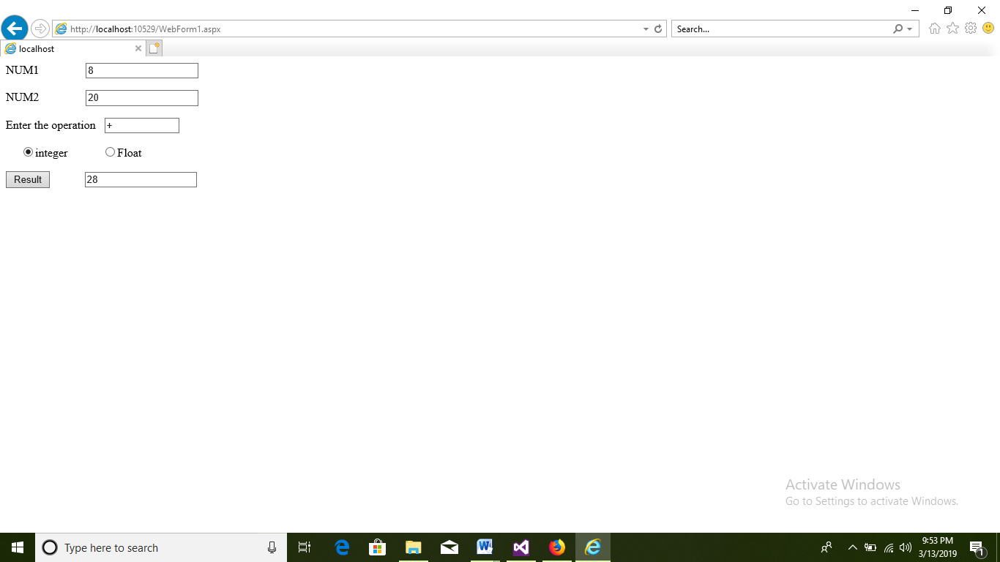 http://localhost:10529/WebForm1.aspx
Search...
localhost
NUM1 8
NUM2 20
Enter the operation +
integer Float
Result 28
Activate Windows
Go to Settings to activate Windows.
Type here to search
9:53 PM
3/13/2019
1